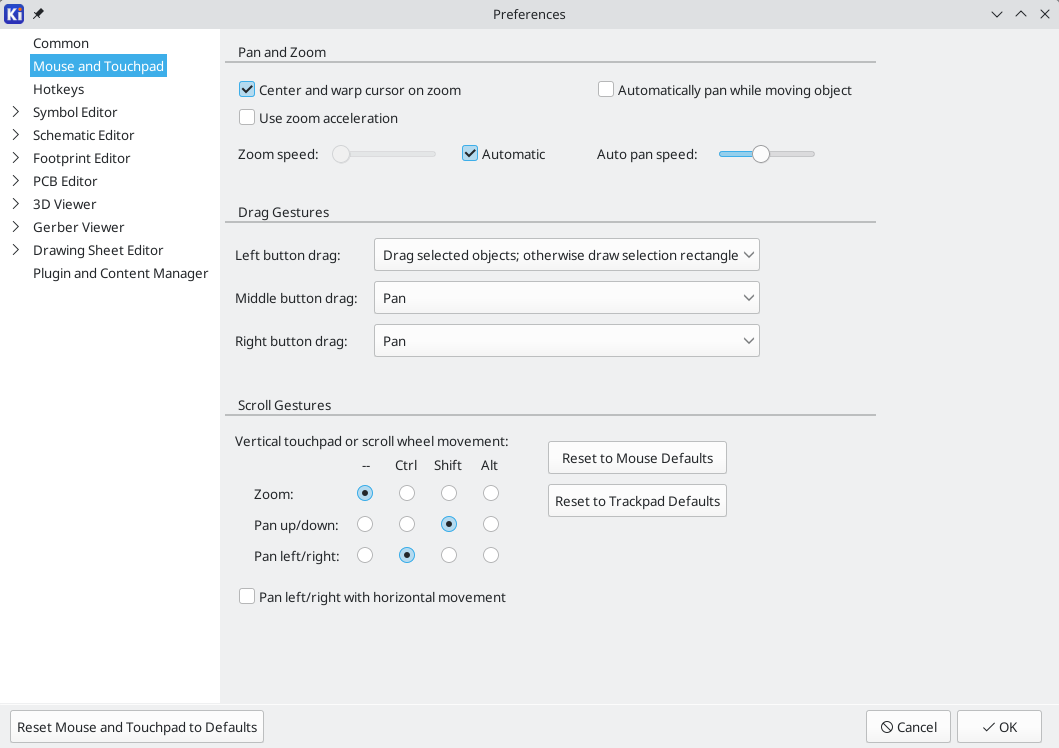 Ki
Preferences
Common
Mouse and Touchpad
Hotkeys
Symbol Editor
Schematic Editor
Footprint Editor
PCB Editor
3D Viewer
Gerber Viewer
Drawing Sheet Editor
Plugin and Content Manager
Pan and Zoom
Center and warp cursor on zoom
Automatically pan while moving object
Use zoom acceleration
Zoom speed:
Automatic
Auto pan speed:
Drag Gestures
Left button drag:
Drag selected objects; otherwise draw selection rectangle
Middle button drag:
Pan
Right button drag:
Pan
Scroll Gestures
Vertical touchpad or scroll wheel movement:
-- Ctrl Shift Alt
Zoom:
Pan up/down:
Pan left/right:
Reset to Mouse Defaults
Reset to Trackpad Defaults
Pan left/right with horizontal movement
Reset Mouse and Touchpad to Defaults
Cancel
OK